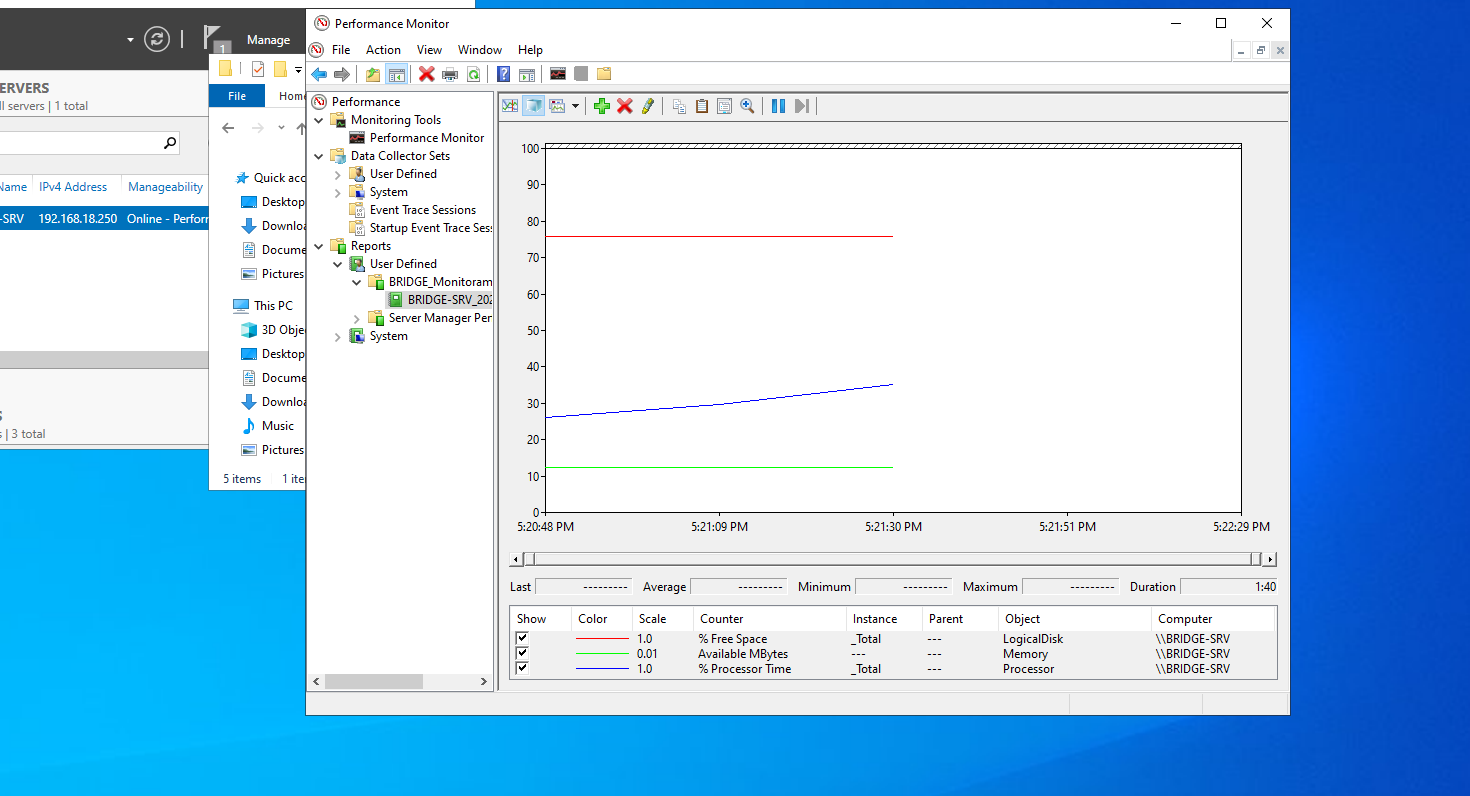 1
Manage
ERVERS
ll servers | 1 total
Name IPv4 Address Manageability
-SRV 192.168.18.250 Online - Perforr
| 3 total
File Home
Quick acc
Desktop
Downloa
Docume
Pictures
This PC
3D Obje
Desktop
Docume
Downloa
Music
Pictures
5 items 1 ite
Performance Monitor
File Action View Window Help
Performance
Monitoring Tools
Performance Monitor
Data Collector Sets
User Defined
System
Event Trace Sessions
Startup Event Trace Sess
Reports
User Defined
BRIDGE_Monitoram
BRIDGE-SRV_202
Server Manager Per
System
100
90
80
70
60
50
40
30
20
10
0
5:20:48 PM 5:21:09 PM 5:21:30 PM 5:21:51 PM 5:22:29 PM
Last --------- Average --------- Minimum --------- Maximum --------- Duration 1:40
Show Color Scale Counter Instance Parent Object Computer
1.0 % Free Space _Total --- LogicalDisk \\BRIDGE-SRV
0.01 Available MBytes --- --- Memory \\BRIDGE-SRV
1.0 % Processor Time _Total --- Processor \\BRIDGE-SRV